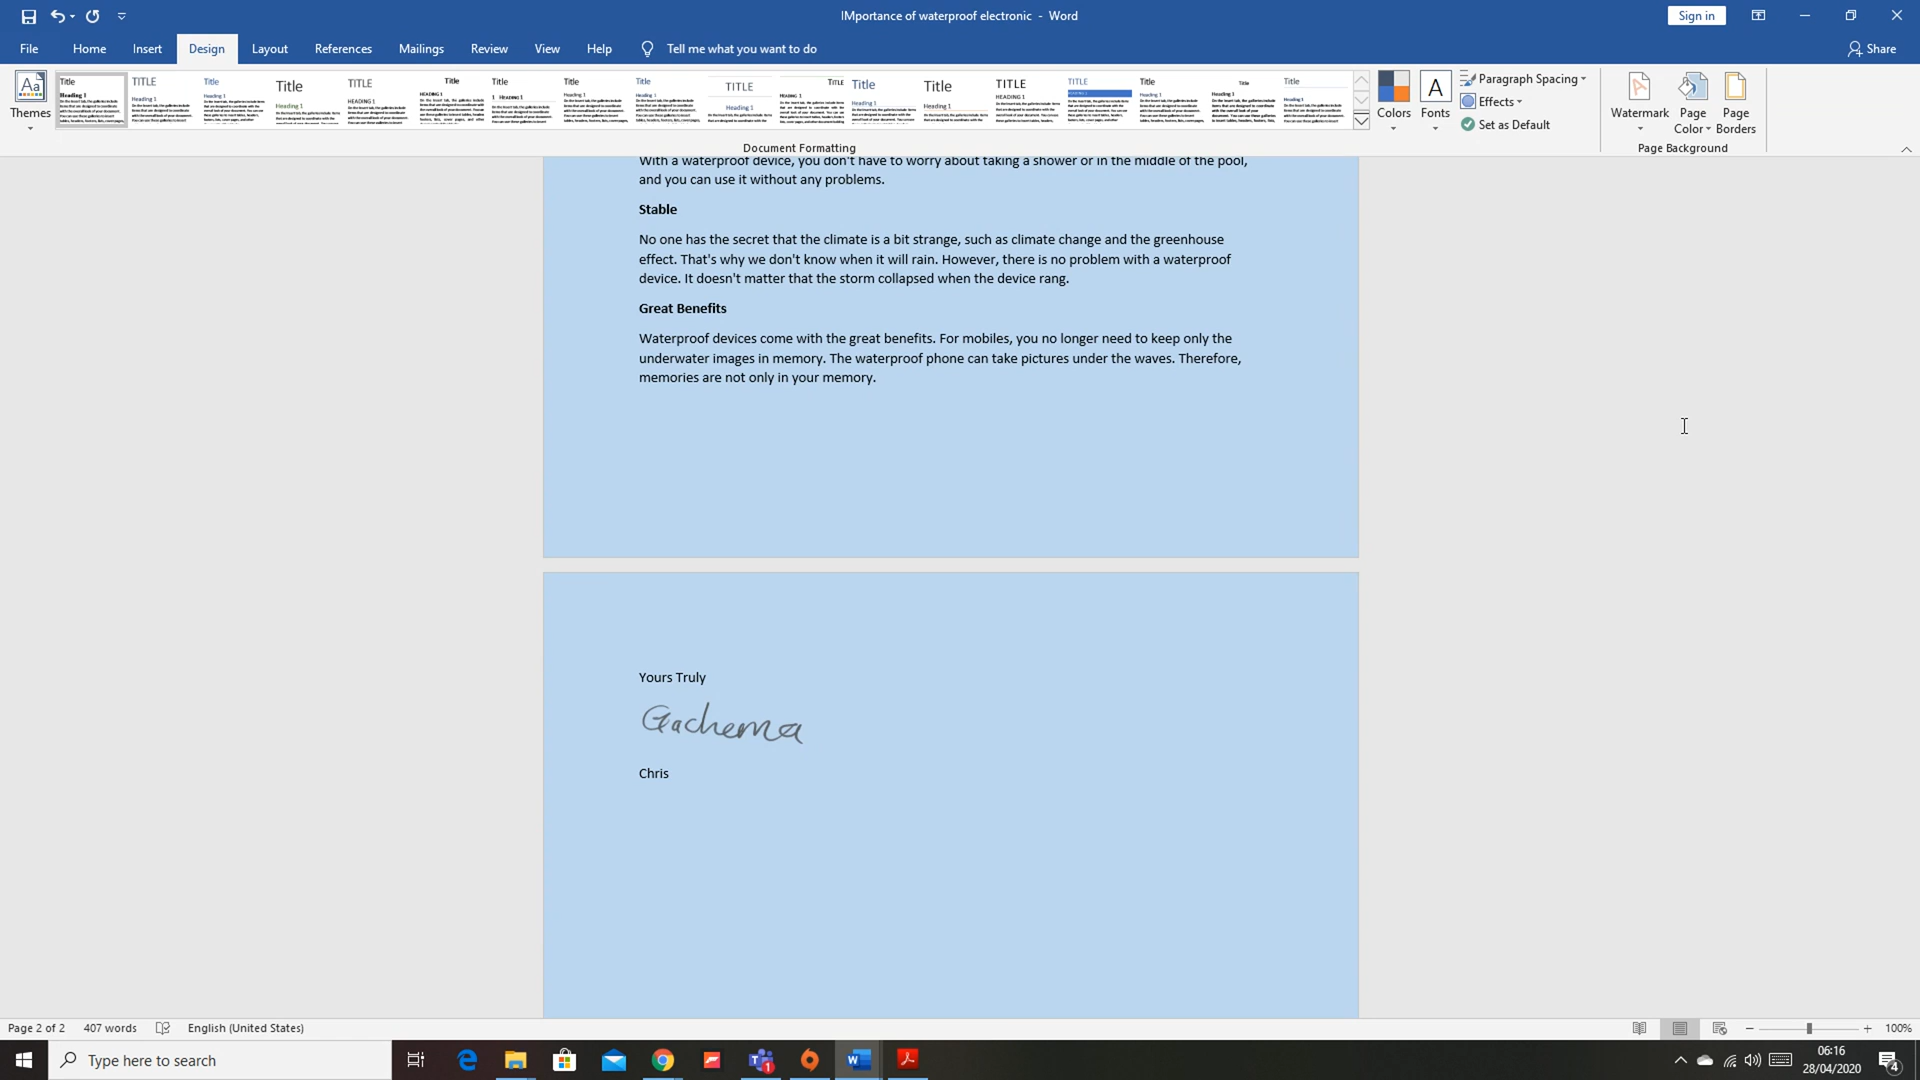 IMportance of waterproof electronic - Word
Sign in
File Home Insert Design Layout References Mailings Review View Help Tell me what you want to do Share
Themes
Colors
Fonts
Paragraph Spacing
Effects
Set as Default
Watermark
Page Color
Page Borders
Document Formatting
Page Background
With a waterproof device, you don't have to worry about taking a shower or in the middle of the pool,
and you can use it without any problems.
Stable
No one has the secret that the climate is a bit strange, such as climate change and the greenhouse
effect. That's why we don't know when it will rain. However, there is no problem with a waterproof
device. It doesn't matter that the storm collapsed when the device rang.
Great Benefits
Waterproof devices come with the great benefits. For mobiles, you no longer need to keep only the
underwater images in memory. The waterproof phone can take pictures under the waves. Therefore,
memories are not only in your memory.
Yours Truly
Gachema
Chris
Page 2 of 2 407 words English (United States) 100%
Type here to search
06:16
28/04/2020